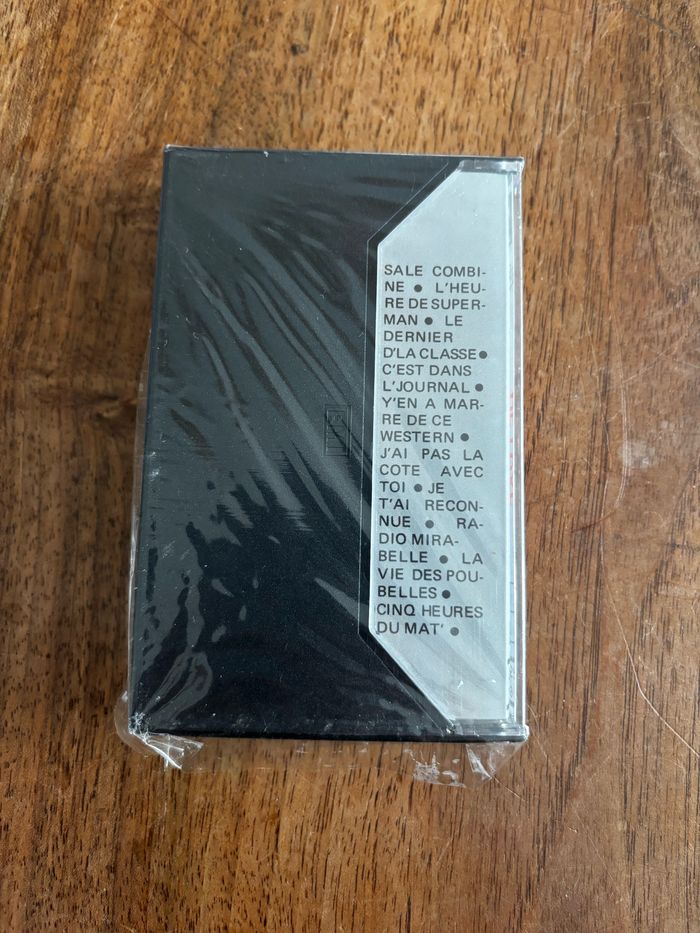 SALE COMBI-
NE ● L'HEU-
RE DE SUPER-
MAN ● LE
DERNIER
D'LA CLASSE ●
C'EST DANS
L'JOURNAL ●
Y'EN A MAR-
RE DE CE
WESTERN ●
J'AI PAS LA
COTE AVEC
TOI ● JE
T'AI RECON-
NUE ● RA-
DIO MIRA-
BELLE ● LA
VIE DES POU-
BELLES ●
CINQ HEURES
DU MAT' ●